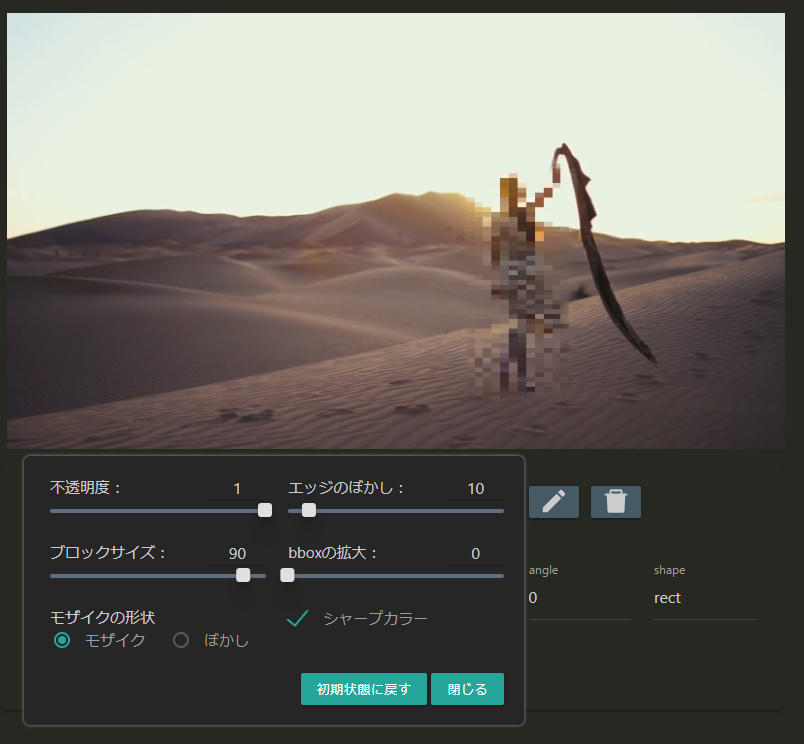 不透明度： 1 エッジのぼかし： 10
ブロックサイズ： 90 bboxの拡大： 0
angle shape
0 rect
モザイクの形状 シャープカラー
モザイク ぼかし
初期状態に戻す 閉じる